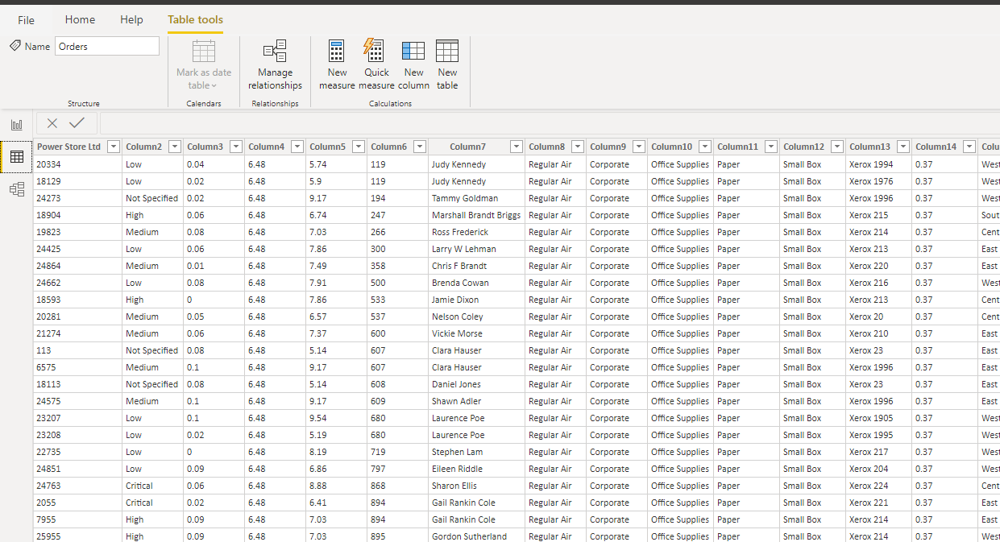 File Home Help Table tools
Name Orders
Mark as date table
Manage relationships
New measure
Quick measure
New column
New table
Structure Calendars Relationships Calculations
Power Store Ltd Column2 Column3 Column4 Column5 Column6 Column7 Column8 Column9 Column10 Column11 Column12 Column13 Column14 Colu
20334 Low 0.04 6.48 5.74 119 Judy Kennedy Regular Air Corporate Office Supplies Paper Small Box Xerox 1994 0.37 West
18129 Low 0.02 6.48 5.9 119 Judy Kennedy Regular Air Corporate Office Supplies Paper Small Box Xerox 1976 0.37 West
24273 Not Specified 0.02 6.48 9.17 194 Tammy Goldman Regular Air Corporate Office Supplies Paper Small Box Xerox 1996 0.37 West
18904 High 0.06 6.48 6.74 247 Marshall Brandt Briggs Regular Air Corporate Office Supplies Paper Small Box Xerox 215 0.37 Sout
19823 Medium 0.08 6.48 7.03 266 Ross Frederick Regular Air Corporate Office Supplies Paper Small Box Xerox 214 0.37 Cent
24425 Low 0.06 6.48 7.86 300 Larry W Lehman Regular Air Corporate Office Supplies Paper Small Box Xerox 213 0.37 East
24864 Medium 0.01 6.48 7.49 358 Chris F Brandt Regular Air Corporate Office Supplies Paper Small Box Xerox 220 0.37 East
24662 Low 0.08 6.48 7.91 500 Brenda Cowan Regular Air Corporate Office Supplies Paper Small Box Xerox 216 0.37 West
18593 High 0 6.48 7.86 533 Jamie Dixon Regular Air Corporate Office Supplies Paper Small Box Xerox 213 0.37 Cent
20281 Medium 0.05 6.48 6.57 537 Nelson Coley Regular Air Corporate Office Supplies Paper Small Box Xerox 20 0.37 Cent
21274 Medium 0.06 6.48 7.37 600 Vickie Morse Regular Air Corporate Office Supplies Paper Small Box Xerox 210 0.37 East
113 Not Specified 0.08 6.48 5.14 607 Clara Hauser Regular Air Corporate Office Supplies Paper Small Box Xerox 23 0.37 East
6575 Medium 0.1 6.48 9.17 607 Clara Hauser Regular Air Corporate Office Supplies Paper Small Box Xerox 1996 0.37 East
18113 Not Specified 0.08 6.48 5.14 608 Daniel Jones Regular Air Corporate Office Supplies Paper Small Box Xerox 23 0.37 East
24575 Medium 0.1 6.48 9.17 609 Shawn Adler Regular Air Corporate Office Supplies Paper Small Box Xerox 1996 0.37 East
23207 Low 0.1 6.48 9.54 680 Laurence Poe Regular Air Corporate Office Supplies Paper Small Box Xerox 1905 0.37 West
23208 Low 0.02 6.48 5.19 680 Laurence Poe Regular Air Corporate Office Supplies Paper Small Box Xerox 1995 0.37 West
22735 Low 0 6.48 8.19 719 Stephen Lam Regular Air Corporate Office Supplies Paper Small Box Xerox 217 0.37 West
24851 Low 0.09 6.48 6.86 797 Eileen Riddle Regular Air Corporate Office Supplies Paper Small Box Xerox 204 0.37 West
24763 Critical 0.06 6.48 8.88 868 Sharon Ellis Regular Air Corporate Office Supplies Paper Small Box Xerox 224 0.37 Cent
2055 Critical 0.02 6.48 6.41 894 Gail Rankin Cole Regular Air Corporate Office Supplies Paper Small Box Xerox 221 0.37 East
7955 High 0.09 6.48 7.03 894 Gail Rankin Cole Regular Air Corporate Office Supplies Paper Small Box Xerox 214 0.37 East
25955 High 0.09 6.48 7.03 895 Gordon Sutherland Regular Air Corporate Office Supplies Paper Small Box Xerox 214 0.37 West